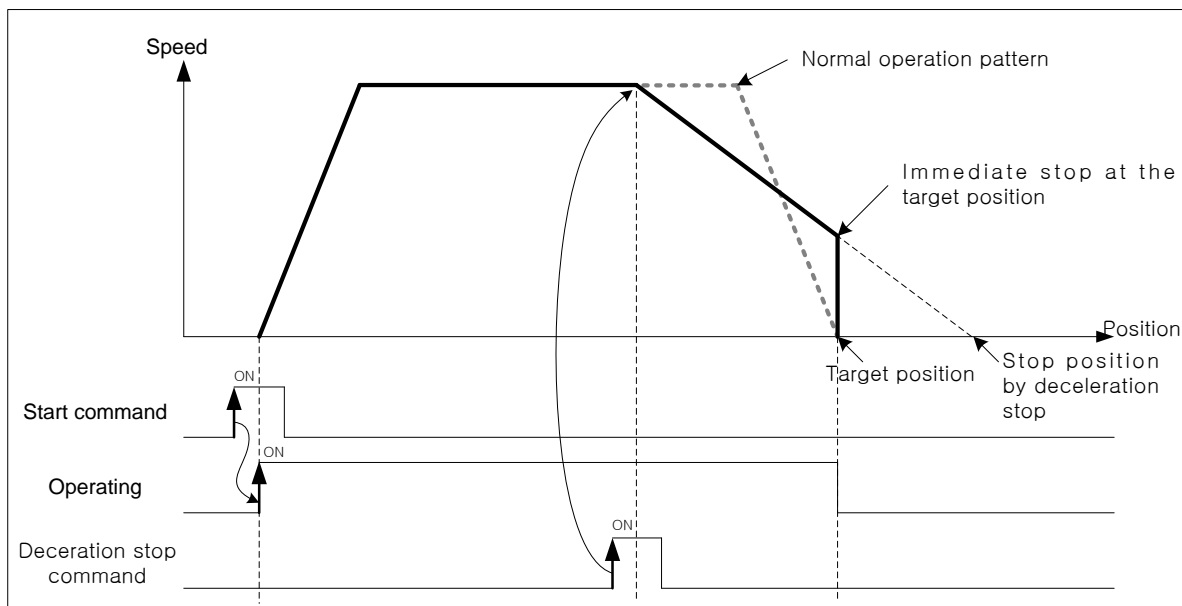 Speed
Normal operation pattern
Immediate stop at the
target position
Position
Target position
Stop position
by deceleration
stop
ON
Start command
ON
Operating
ON
Deceration stop
command